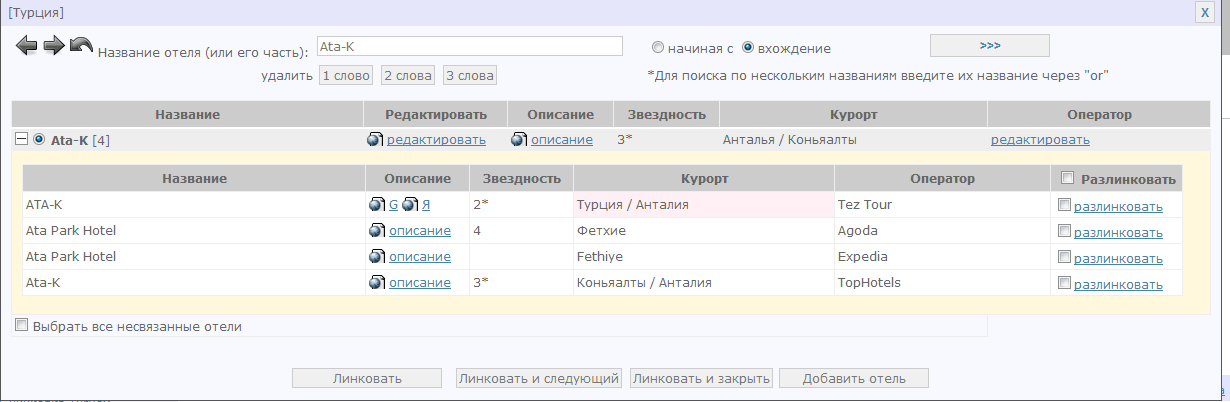 [Турция] X
Название отеля (или его часть): Ata-K начиная с вхождение >>>
удалить 1 слово 2 слова 3 слова *Для поиска по нескольким названиям введите их название через "or"
Название Редактировать Описание Звездность Курорт Оператор
Ata-K [4] редактировать описание 3* Анталья / Коньяалты редактировать
Название Описание Звездность Курорт Оператор Разлинковать
ATA-K G Я 2* Турция / Анталия Tez Tour разлинковать
Ata Park Hotel описание 4 Фетхие Agoda разлинковать
Ata Park Hotel описание Fethiye Expedia разлинковать
Ata-K описание 3* Коньяалты / Анталия TopHotels разлинковать
Выбрать все несвязанные отели
Линковать Линковать и следующий Линковать и закрыть Добавить отель